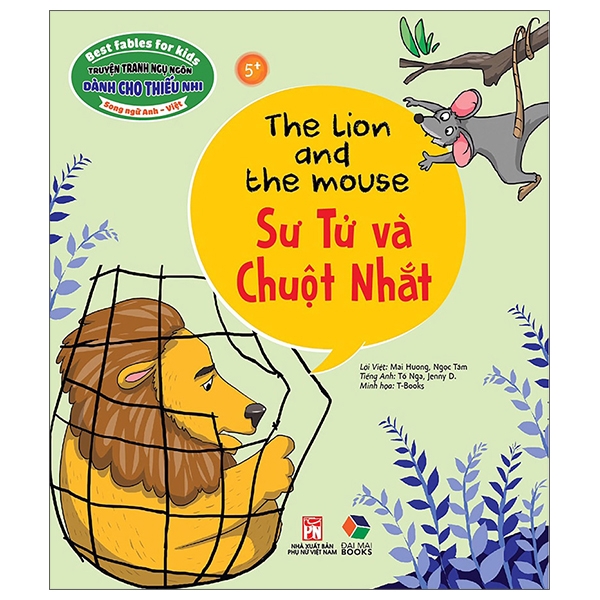 Best fables for kids
TRUYỆN TRANH NGỤ NGÔN
DÀNH CHO THIẾU NHI
Song ngữ Anh - Việt
5+
The Lion
and
the mouse
Sư Tử và
Chuột Nhắt
Lời Việt: Mai Hương, Ngọc Tâm
Tiếng Anh: Tố Nga, Jenny D.
Minh họa: T-Books
PN
NHÀ XUẤT BẢN
PHỤ NỮ VIỆT NAM
ĐẠI MAI
BOOKS